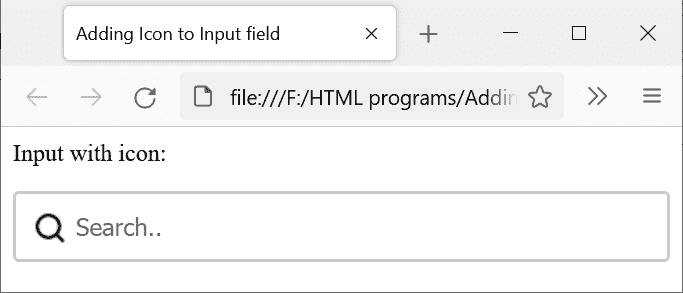 Adding Icon to Input field
file:///F:/HTML programs/Addin
Input with icon:
Search..